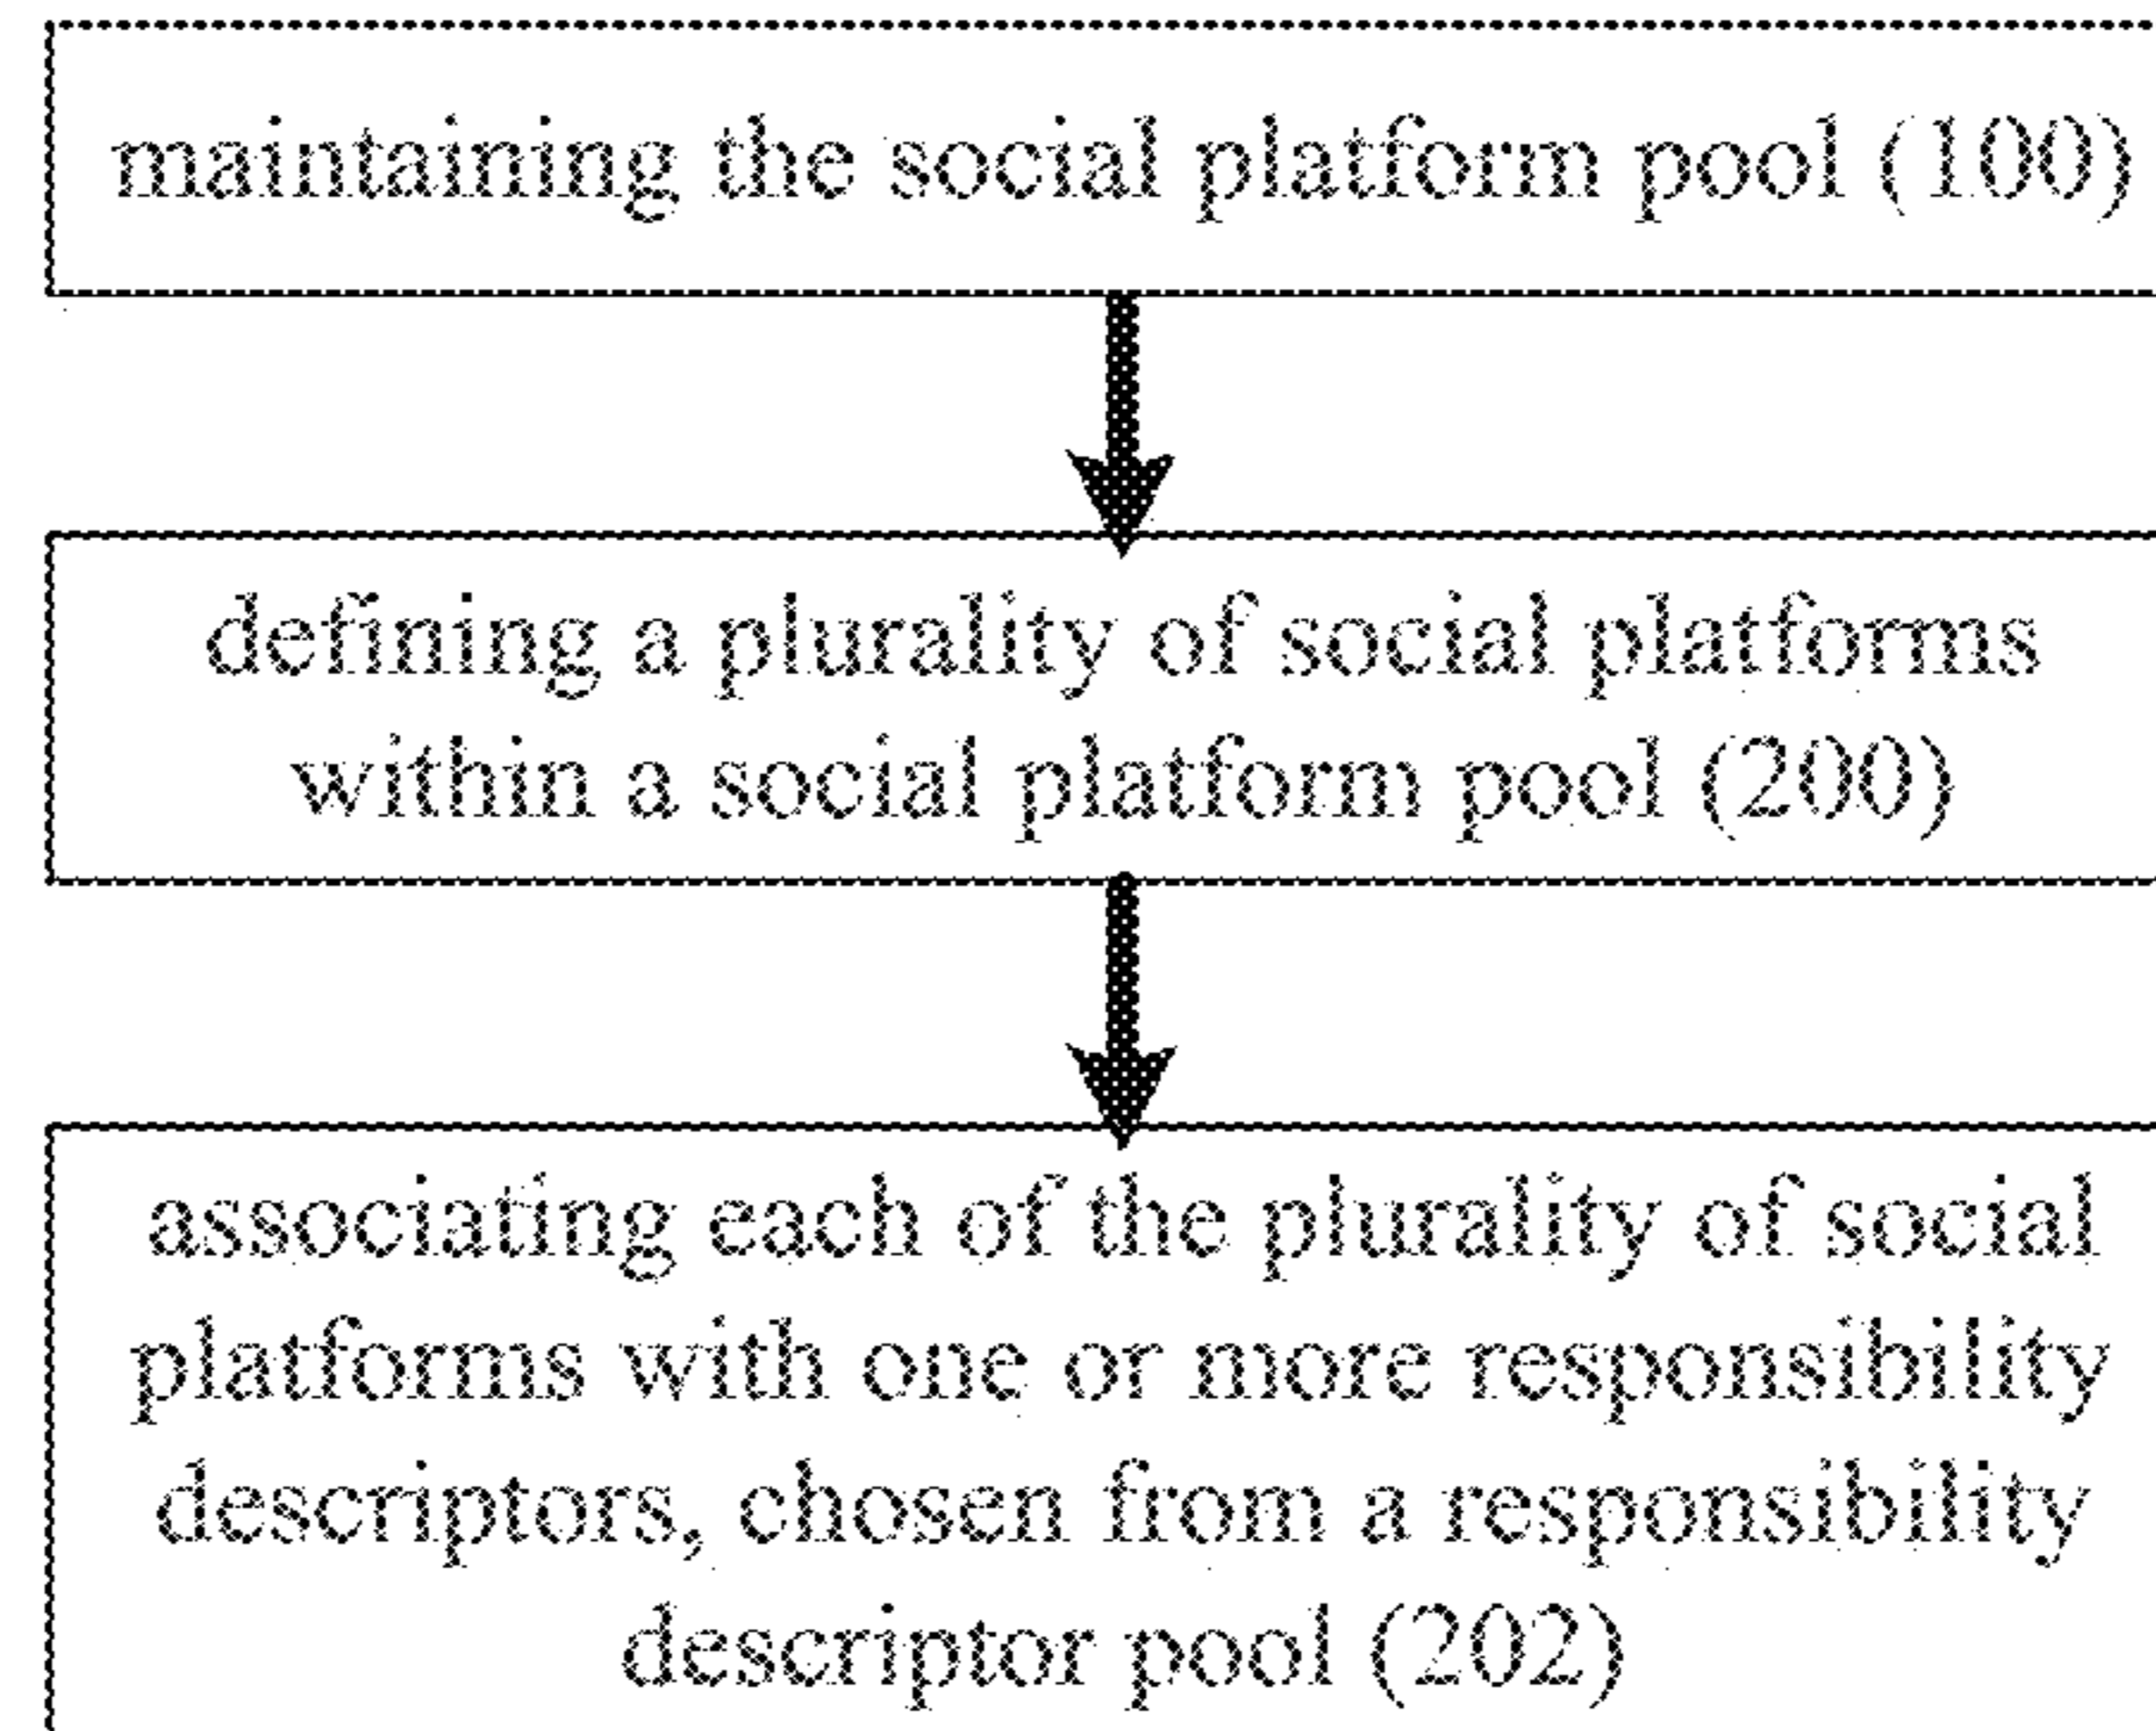 maintaining the social platform pool (100)
defining a plurality of social platforms
within a social platform pool (200)
associating each of the plurality of social
platforms with one or more responsibility
descriptors, chosen from a responsibility
descriptor pool (202)